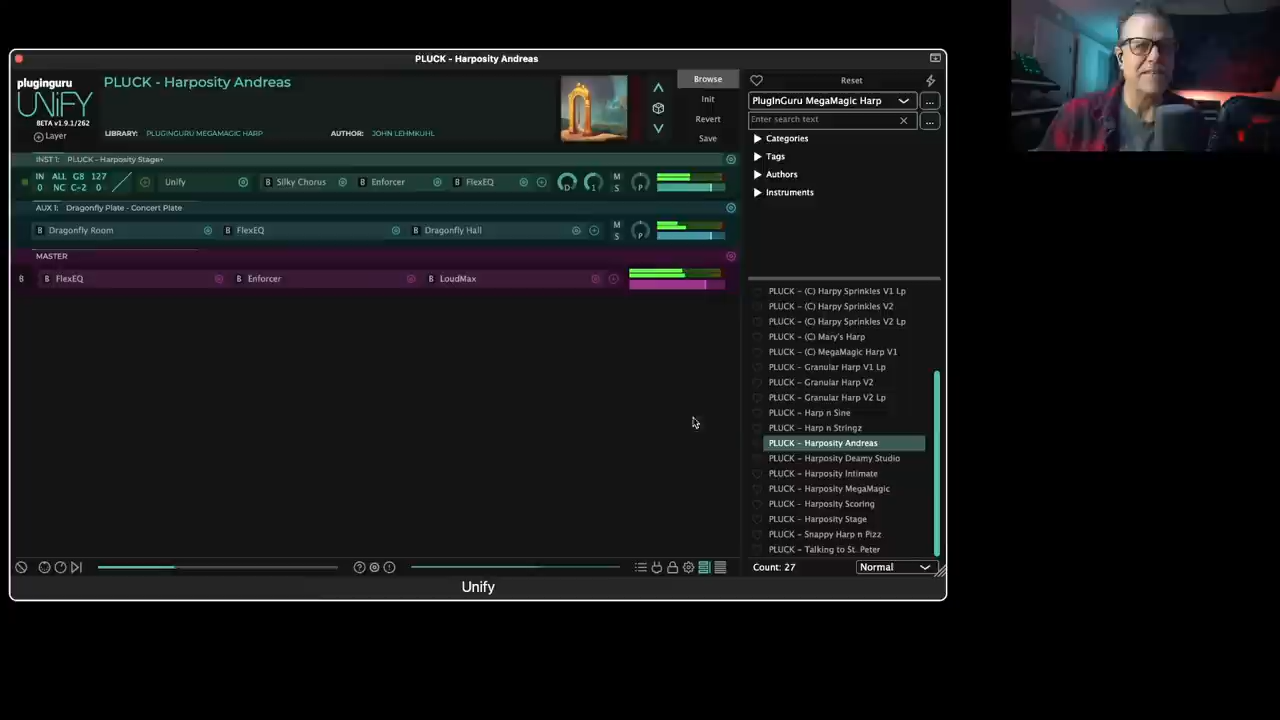 PLUCK - Harposity Andreas
pluginguru
UNiFY
BETA v1.9.1/262
Layer
PLUCK - Harposity Andreas
LIBRARY: PLUGINGURU MEGAMAGIC HARP AUTHOR: JOHN LEHMKUHL
Browse
Init
Revert
Save
INST 1: PLUCK - Harposity Stage+
IN ALL G8 127
0 NC C-2 0
Unify B Silky Chorus B Enforcer B FlexEQ D 1 M S P
AUX 1: Dragonfly Plate - Concert Plate
B Dragonfly Room B FlexEQ B Dragonfly Hall M S P
MASTER
B B FlexEQ B Enforcer B LoudMax
Reset
PlugInGuru MegaMagic Harp ...
Enter search text ...
Categories
Tags
Authors
Instruments
PLUCK - (C) Harpy Sprinkles V1 Lp
PLUCK - (C) Harpy Sprinkles V2
PLUCK - (C) Harpy Sprinkles V2 Lp
PLUCK - (C) Mary's Harp
PLUCK - (C) MegaMagic Harp V1
PLUCK - Granular Harp V1 Lp
PLUCK - Granular Harp V2
PLUCK - Granular Harp V2 Lp
PLUCK - Harp n Sine
PLUCK - Harp n Stringz
PLUCK - Harposity Andreas
PLUCK - Harposity Deamy Studio
PLUCK - Harposity Intimate
PLUCK - Harposity MegaMagic
PLUCK - Harposity Scoring
PLUCK - Harposity Stage
PLUCK - Snappy Harp n Pizz
PLUCK - Talking to St. Peter
Count: 27 Normal
Unify